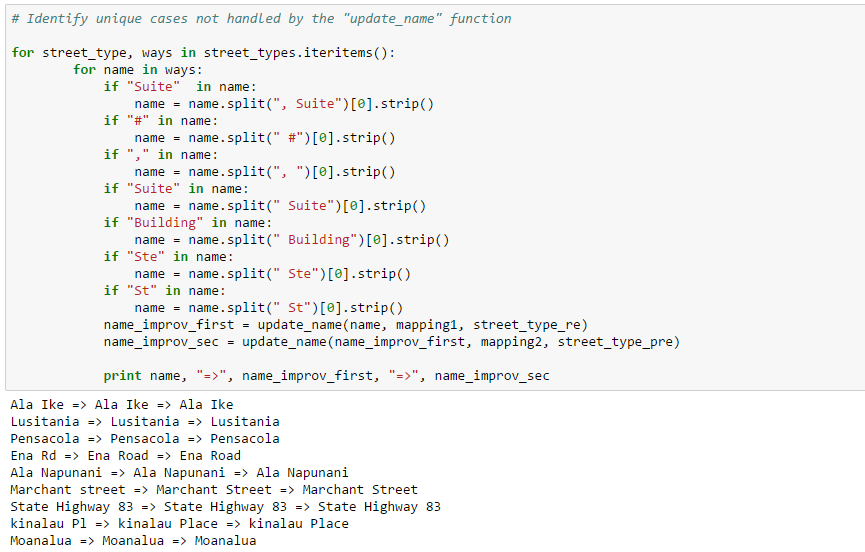 # Identify unique cases not handled by the "update_name" function
for street_type, ways in street_types.iteritems():
        for name in ways:
            if "Suite"  in name:
                name = name.split(", Suite")[0].strip()
            if "#" in name:
                name = name.split(" #")[0].strip()
            if "," in name:
                name = name.split(", ")[0].strip()
            if "Suite" in name:
                name = name.split(" Suite")[0].strip()
            if "Building" in name:
                name = name.split(" Building")[0].strip()
            if "Ste" in name:
                name = name.split(" Ste")[0].strip()
            if "St" in name:
                name = name.split(" St")[0].strip()
            name_improv_first = update_name(name, mapping1, street_type_re)
            name_improv_sec = update_name(name_improv_first, mapping2, street_type_pre)
            print name, "=>", name_improv_first, "=>", name_improv_sec
Ala Ike => Ala Ike => Ala Ike
Lusitania => Lusitania => Lusitania
Pensacola => Pensacola => Pensacola
Ena Rd => Ena Road => Ena Road
Ala Napunani => Ala Napunani => Ala Napunani
Marchant street => Marchant Street => Marchant Street
State Highway 83 => State Highway 83 => State Highway 83
kinalau Pl => kinalau Place => kinalau Place
Moanalua => Moanalua => Moanalua